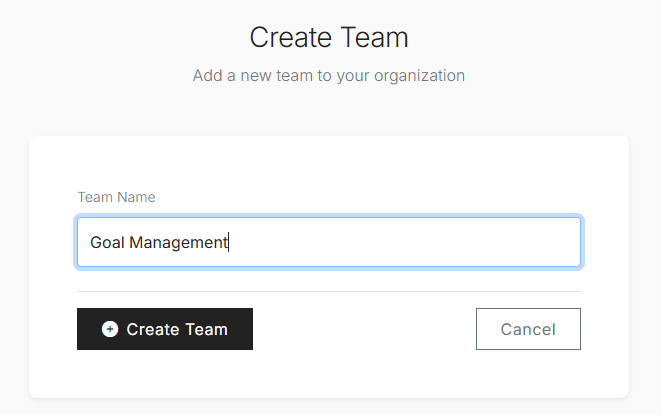 Create Team
Add a new team to your organization
Team Name
Goal Management
Create Team
Cancel